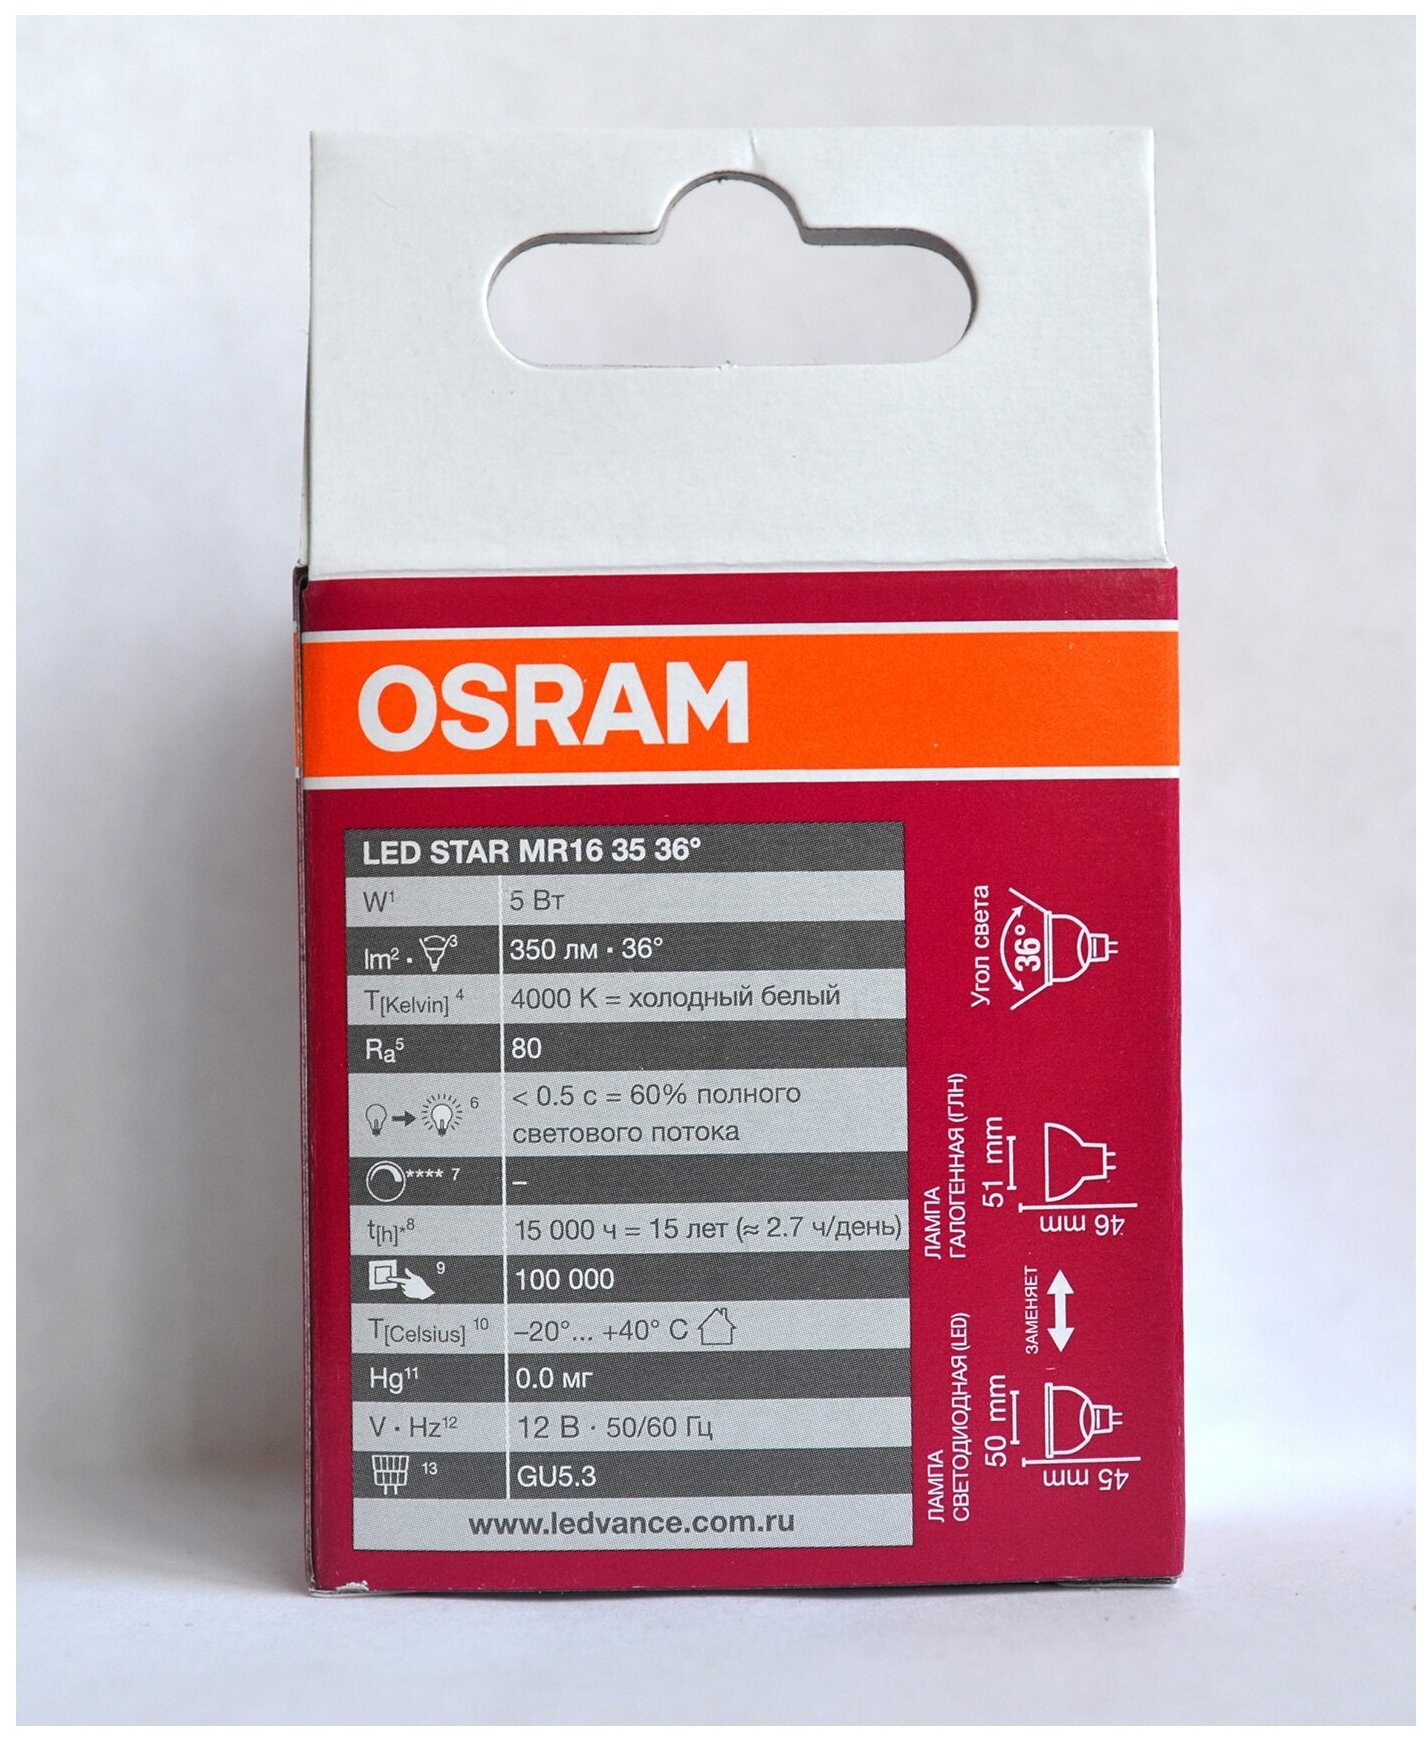 OSRAM
LED STAR MR16 35 36°
W¹ 5 Вт
lm² · ³ 350 лм · 36°
T[Kelvin] ⁴ 4000 K = холодный белый
Ra⁵ 80
⁶ < 0.5 с = 60% полного
светового потока
**** ⁷ –
t[h]*⁸ 15 000 ч = 15 лет (≈ 2.7 ч/день)
⁹ 100 000
T[Celsius] ¹⁰ –20°... +40° C
Hg¹¹ 0.0 мг
V · Hz¹² 12 В · 50/60 Гц
¹³ GU5.3
www.ledvance.com.ru
Угол света
36°
ЛАМПА
ГАЛОГЕННАЯ (ГЛН)
51 mm
46 mm
ЗАМЕНЯЕТ
ЛАМПА
СВЕТОДИОДНАЯ (LED)
50 mm
45 mm